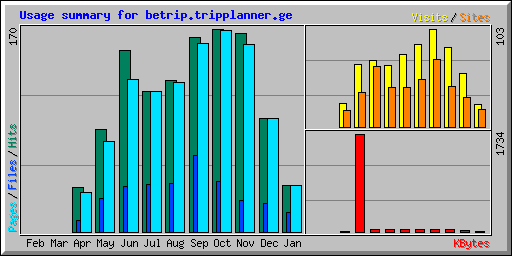 Usage summary for betrip.tripplanner.ge
Visits/Sites
170
103
1734
Pages/Files/Hits
Feb Mar Apr May Jun Jul Aug Sep Oct Nov Dec Jan
KBytes